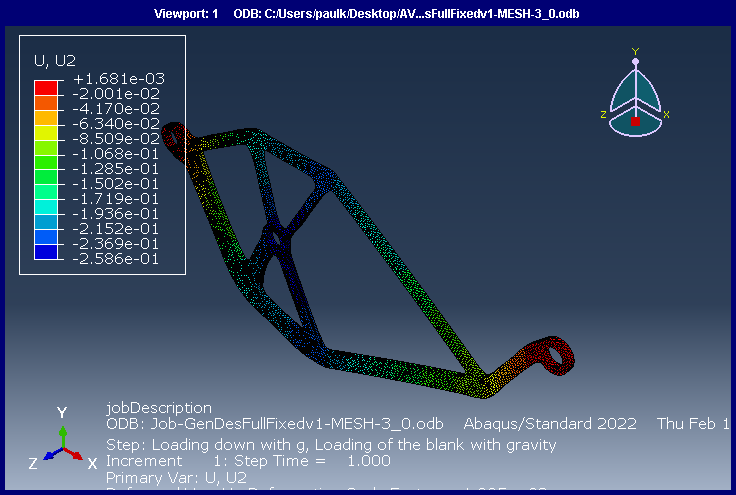 Viewport: 1 ODB: C:/Users/paulk/Desktop/AV...sFullFixedv1-MESH-3_0.odb
U, U2
+1.681e-03
-2.001e-02
-4.170e-02
-6.340e-02
-8.509e-02
-1.068e-01
-1.285e-01
-1.502e-01
-1.719e-01
-1.936e-01
-2.152e-01
-2.369e-01
-2.586e-01
Y
Z X
Y
Z X
jobDescription
ODB: Job-GenDesFullFixedv1-MESH-3_0.odb Abaqus/Standard 2022 Thu Feb 1
Step: Loading down with g, Loading of the blank with gravity
Increment 1: Step Time = 1.000
Primary Var: U, U2